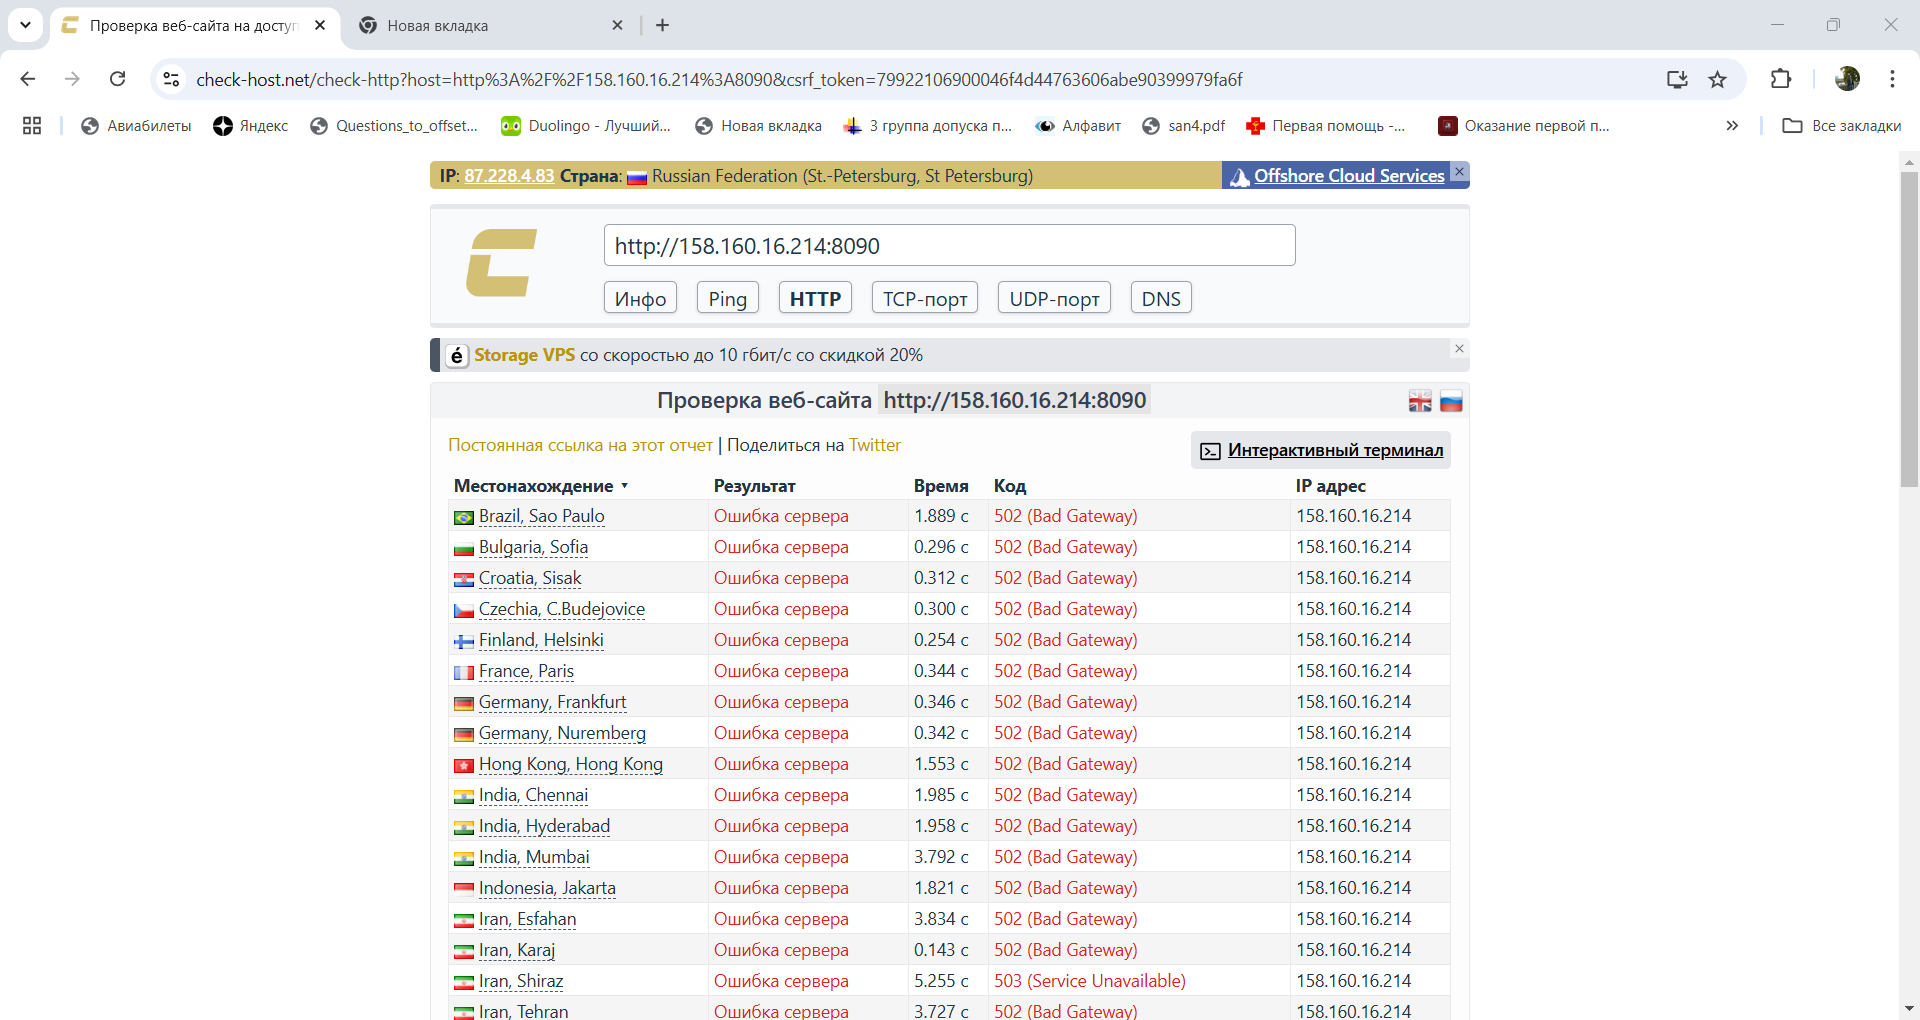 Проверка веб-сайта на досту
Новая вкладка
check-host.net/check-http?host=http%3A%2F%2F158.160.16.214%3A8090&csrf_token=79922106900046f4d44763606abe90399979fa6f
Авиабилеты Яндекс Questions_to_offset... Duolingo - Лучший... Новая вкладка 3 группа допуска п... Алфавит san4.pdf Первая помощь -... Оказание первой п... » Все закладки
IP: 87.228.4.83 Страна: Russian Federation (St.-Petersburg, St Petersburg)
Offshore Cloud Services
http://158.160.16.214:8090
Инфо Ping HTTP TCP-порт UDP-порт DNS
é Storage VPS со скоростью до 10 гбит/с со скидкой 20%
Проверка веб-сайта http://158.160.16.214:8090
Постоянная ссылка на этот отчет | Поделиться на Twitter
Интерактивный терминал
Местонахождение Результат Время Код IP адрес
Brazil, Sao Paulo Ошибка сервера 1.889 с 502 (Bad Gateway) 158.160.16.214
Bulgaria, Sofia Ошибка сервера 0.296 с 502 (Bad Gateway) 158.160.16.214
Croatia, Sisak Ошибка сервера 0.312 с 502 (Bad Gateway) 158.160.16.214
Czechia, C.Budejovice Ошибка сервера 0.300 с 502 (Bad Gateway) 158.160.16.214
Finland, Helsinki Ошибка сервера 0.254 с 502 (Bad Gateway) 158.160.16.214
France, Paris Ошибка сервера 0.344 с 502 (Bad Gateway) 158.160.16.214
Germany, Frankfurt Ошибка сервера 0.346 с 502 (Bad Gateway) 158.160.16.214
Germany, Nuremberg Ошибка сервера 0.342 с 502 (Bad Gateway) 158.160.16.214
Hong Kong, Hong Kong Ошибка сервера 1.553 с 502 (Bad Gateway) 158.160.16.214
India, Chennai Ошибка сервера 1.985 с 502 (Bad Gateway) 158.160.16.214
India, Hyderabad Ошибка сервера 1.958 с 502 (Bad Gateway) 158.160.16.214
India, Mumbai Ошибка сервера 3.792 с 502 (Bad Gateway) 158.160.16.214
Indonesia, Jakarta Ошибка сервера 1.821 с 502 (Bad Gateway) 158.160.16.214
Iran, Esfahan Ошибка сервера 3.834 с 502 (Bad Gateway) 158.160.16.214
Iran, Karaj Ошибка сервера 0.143 с 502 (Bad Gateway) 158.160.16.214
Iran, Shiraz Ошибка сервера 5.255 с 503 (Service Unavailable) 158.160.16.214
Iran, Tehran Ошибка сервера 3.727 с 502 (Bad Gateway) 158.160.16.214